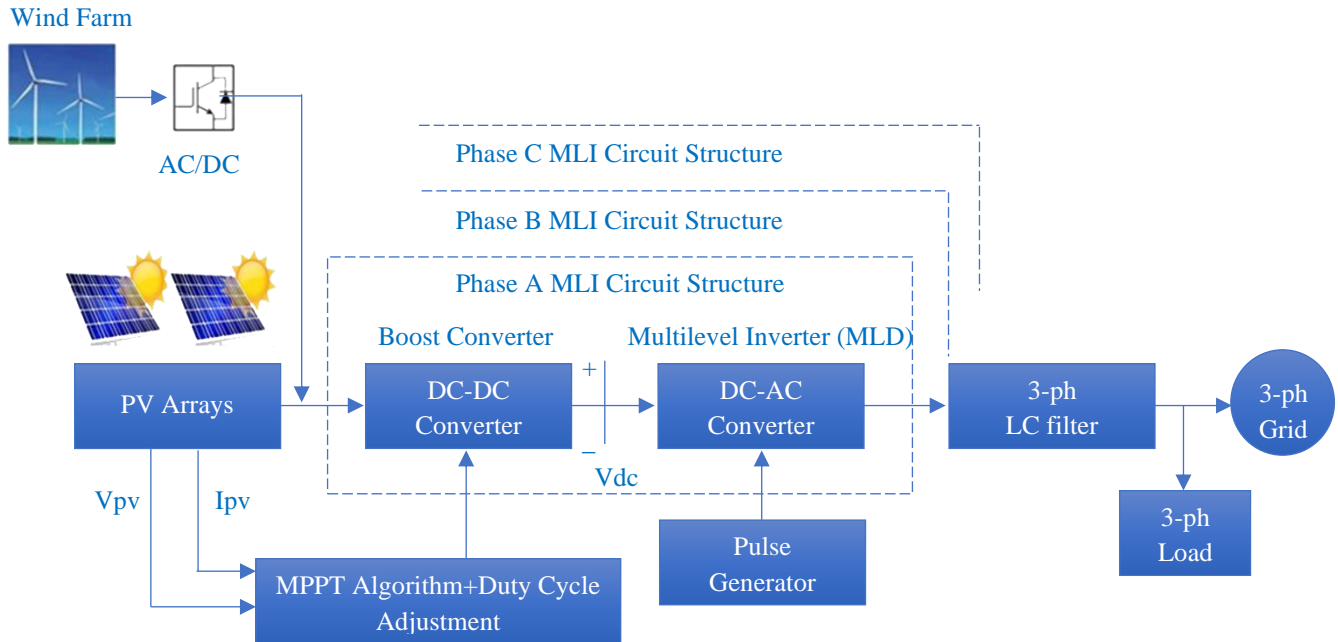 Wind Farm
AC/DC
Phase C MLI Circuit Structure
Phase B MLI Circuit Structure
Phase A MLI Circuit Structure
Boost Converter
Multilevel Inverter (MLD)
PV Arrays
DC-DC
Converter
+
–
Vdc
DC-AC
Converter
3-ph
LC filter
3-ph
Grid
Vpv
Ipv
MPPT Algorithm+Duty Cycle
Adjustment
Pulse
Generator
3-ph
Load